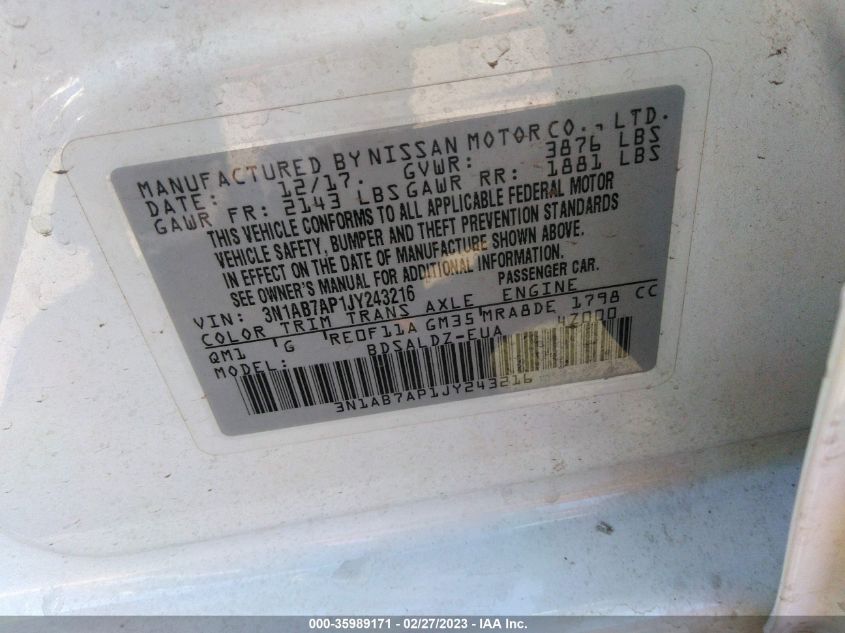 MANUFACTURED BY NISSAN MOTOR CO., LTD.
DATE: 12/17. GVWR: 3876 LBS
GAWR FR: 2143 LBS GAWR RR: 1881 LBS
THIS VEHICLE CONFORMS TO ALL APPLICABLE FEDERAL MOTOR
VEHICLE SAFETY, BUMPER AND THEFT PREVENTION STANDARDS
IN EFFECT ON THE DATE OF MANUFACTURE SHOWN ABOVE.
SEE OWNER'S MANUAL FOR ADDITIONAL INFORMATION.
VIN: 3N1AB7AP1JY243216 PASSENGER CAR.
COLOR TRIM TRANS AXLE ENGINE
QM1 G RE0F11A GM35 MRA8DE 1798 CC
MODEL: BDSALDZ-EUA 4Z000
3N1AB7AP1JY243216
000-35989171 - 02/27/2023 - IAA Inc.